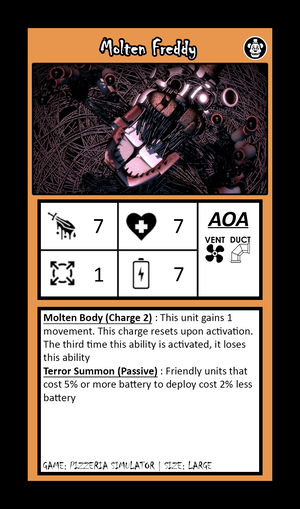 Molten Freddy
7
7
AOA
VENT DUCT
1
7
Molten Body (Charge 2) : This unit gains 1
movement. This charge resets upon activation.
The third time this ability is activated, it loses
this ability
Terror Summon (Passive) : Friendly units that
cost 5% or more battery to deploy cost 2% less
battery
GAME: PIZZERIA SIMULATOR | SIZE: LARGE